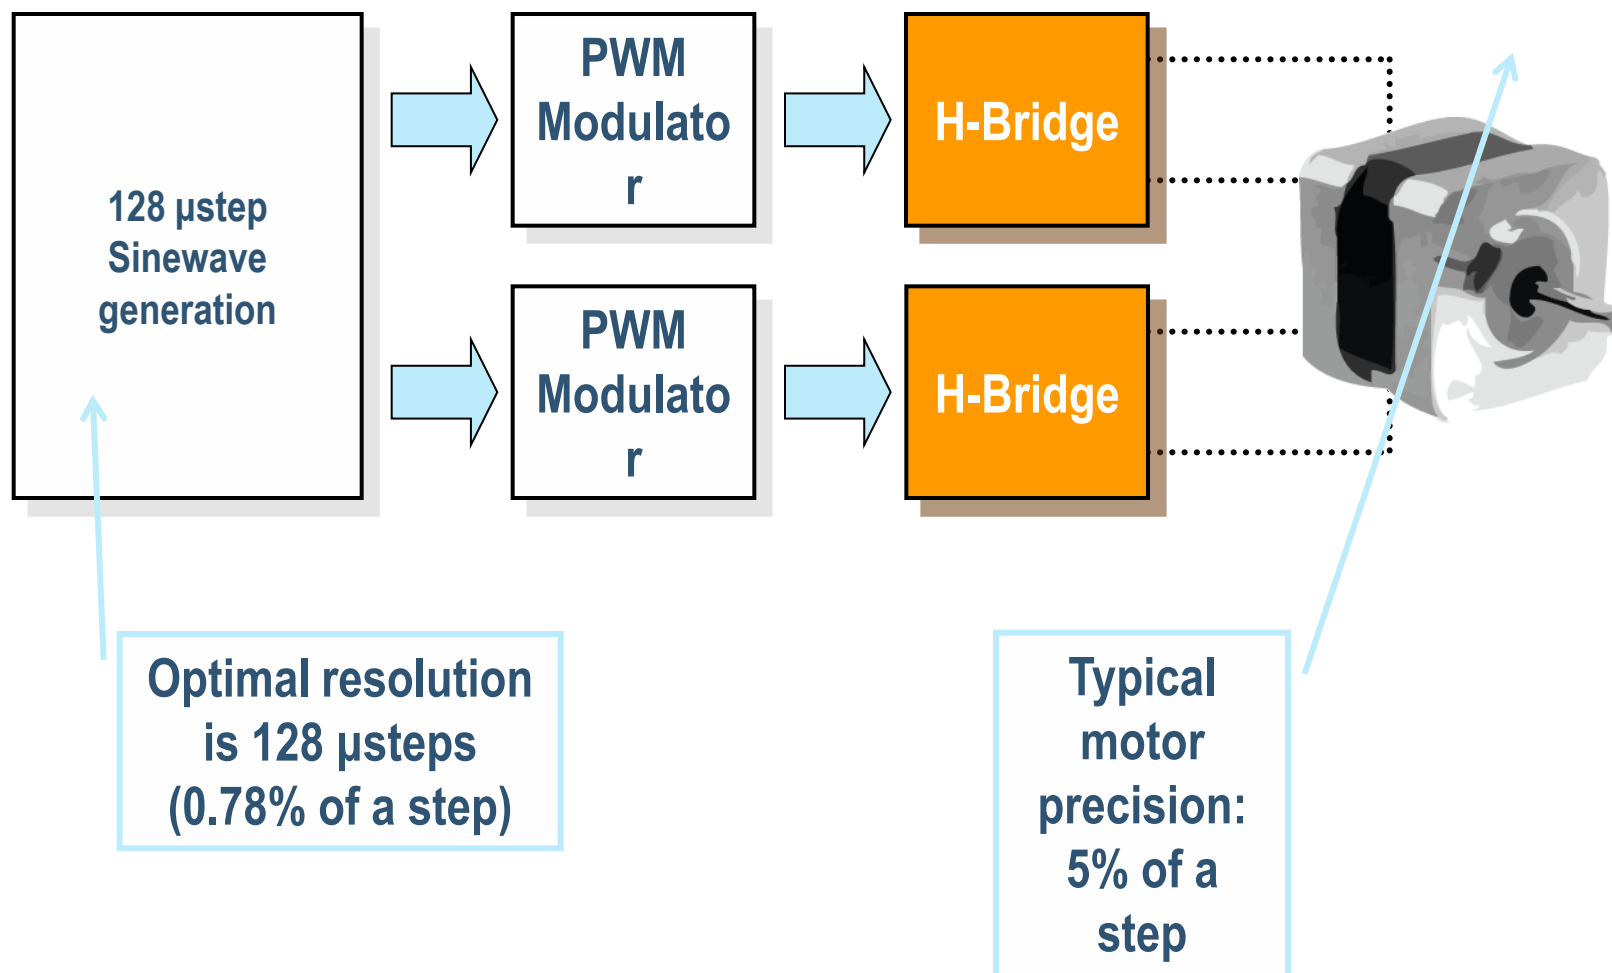 128 µstep
Sinewave
generation
PWM
Modulato
r
H-Bridge
PWM
Modulato
r
H-Bridge
Optimal resolution
is 128 µsteps
(0.78% of a step)
Typical
motor
precision:
5% of a
step